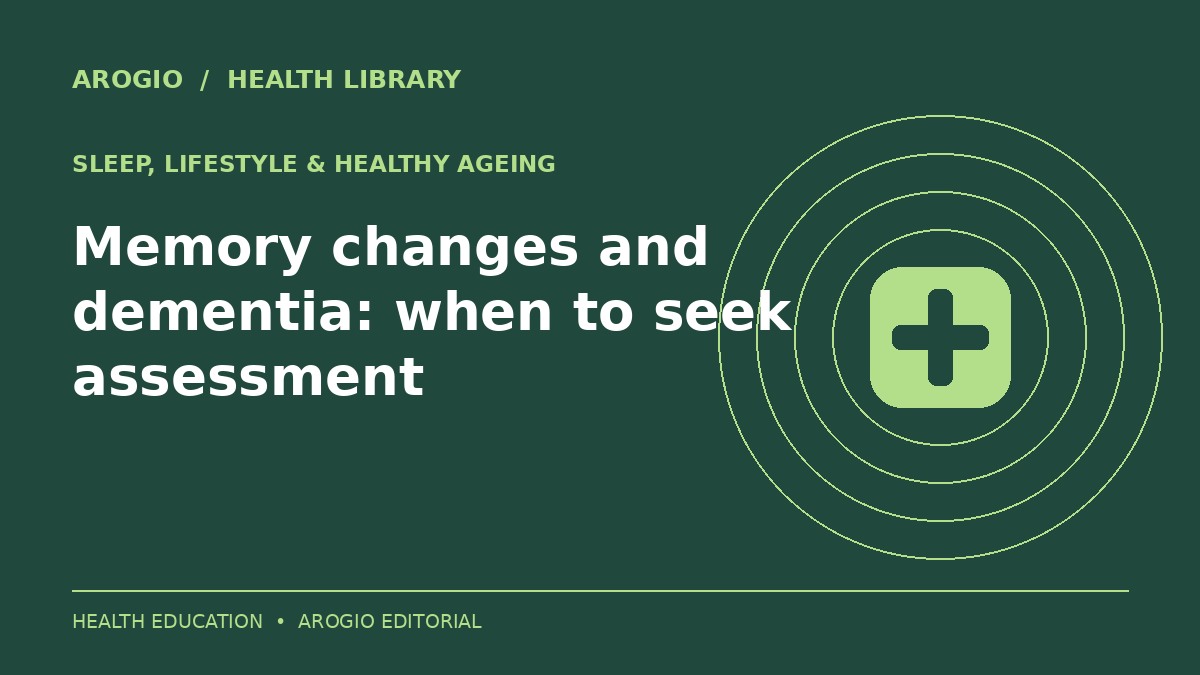 AROGIO / HEALTH LIBRARY
SLEEP, LIFESTYLE & HEALTHY AGEING
Memory changes and
dementia: when to seek
assessment
HEALTH EDUCATION • AROGIO EDITORIAL